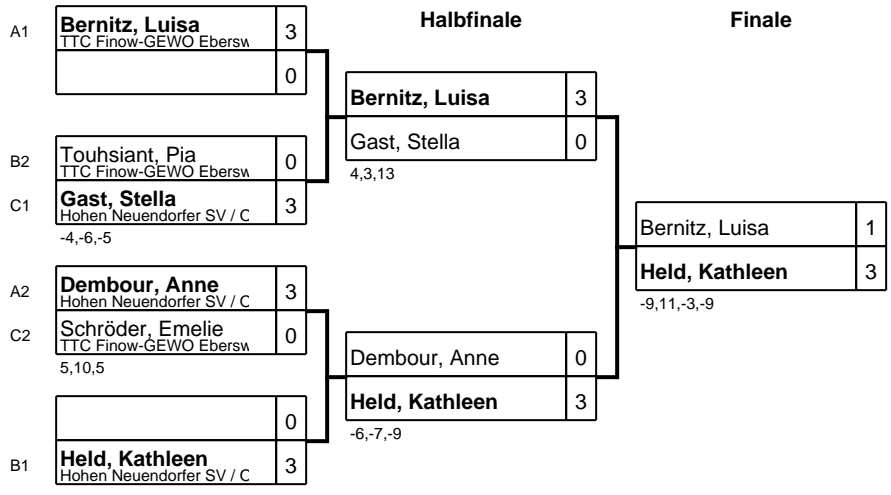 Halbfinale
Finale
A1
Bernitz, Luisa
3
TTC Finow-GEWO Ebersw
0
B2
Touhsiant, Pia
0
TTC Finow-GEWO Ebersw
C1
Gast, Stella
3
Hohen Neuendorfer SV / C
-4,-6,-5
A2
Dembour, Anne
3
Hohen Neuendorfer SV / C
C2
Schröder, Emelie
0
TTC Finow-GEWO Ebersw
5,10,5
0
B1
Held, Kathleen
3
Hohen Neuendorfer SV / C
Bernitz, Luisa
3
Gast, Stella
0
4,3,13
Dembour, Anne
0
Held, Kathleen
3
-6,-7,-9
Bernitz, Luisa
1
Held, Kathleen
3
-9,11,-3,-9